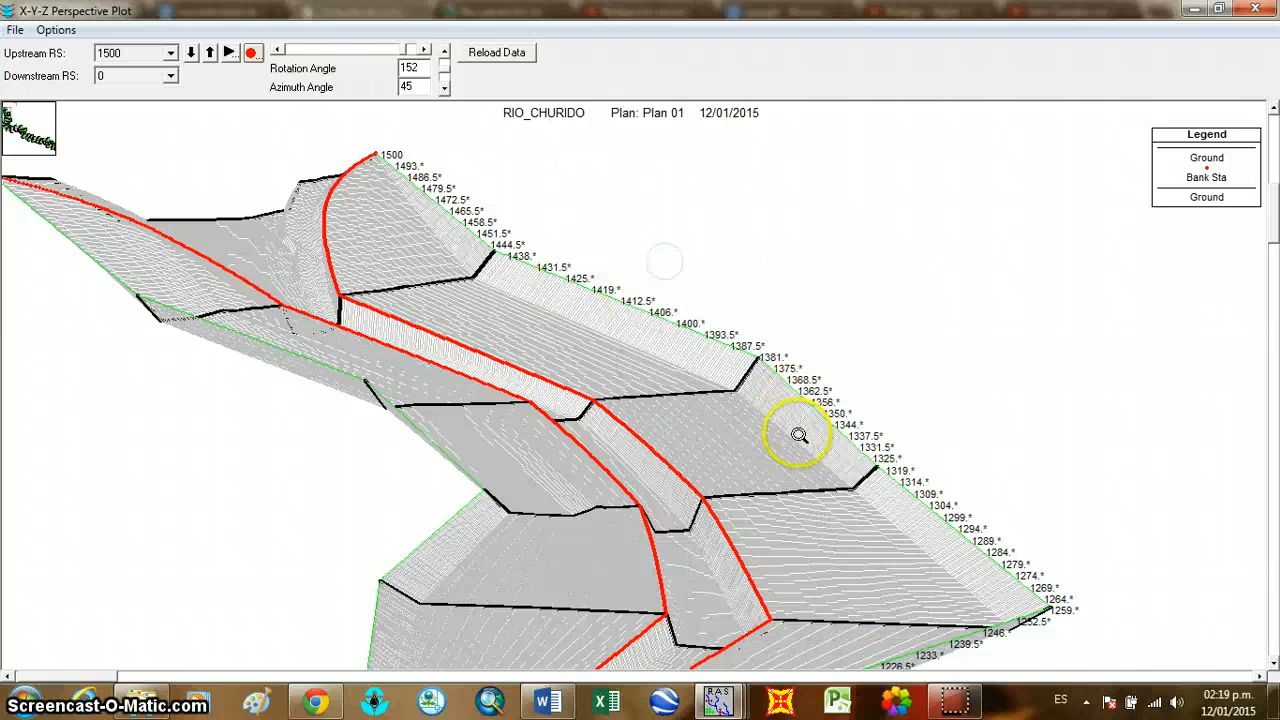 X-Y-Z Perspective Plot
File Options
Upstream RS: 1500
Downstream RS: 0
Rotation Angle 152
Azimuth Angle 45
Reload Data
RIO_CHURIDO Plan: Plan 01 12/01/2015
Legend
Ground
Bank Sta
Ground
1500
1493.*
1486.5*
1479.5*
1472.5*
1465.5*
1458.5*
1451.5*
1444.5*
1438.*
1431.5*
1425.*
1419.*
1412.5*
1406.*
1400.*
1393.5*
1387.5*
1381.*
1375.*
1368.5*
1362.5*
1356.*
1350.*
1344.*
1337.5*
1331.5*
1325.*
1319.*
1314.*
1309.*
1304.*
1299.*
1294.*
1289.*
1284.*
1279.*
1274.*
1269.*
1264.*
1259.*
1252.5*
1246.*
1239.5*
1233.*
1226.5*
RAS
ES
02:19 p.m.
12/01/2015
Screencast-O-Matic.com